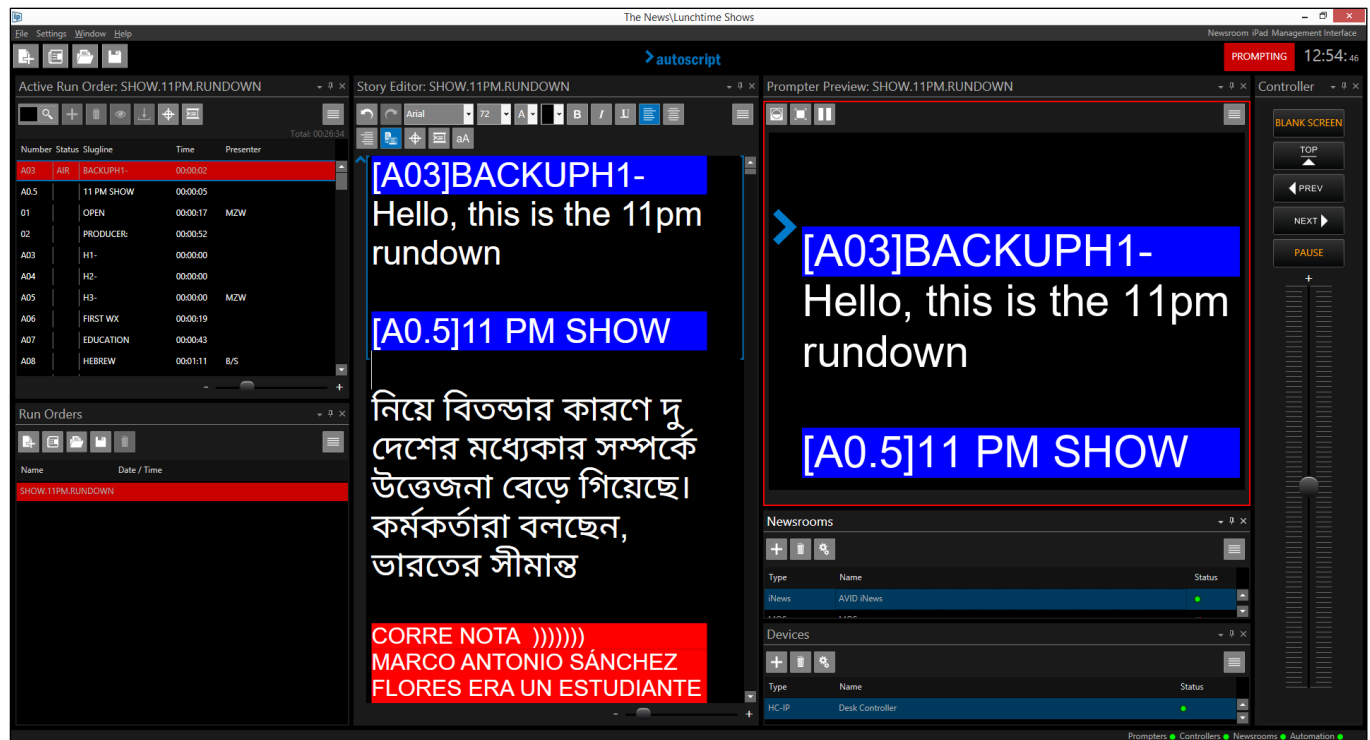 The News\Lunchtime Shows
File Settings Window Help
Newsroom iPad Management Interface
autoscript
PROMPTING 12:54:46
Active Run Order: SHOW.11PM.RUNDOWN
Total: 00:26:34
Number Status Slugline Time Presenter
A03 AIR BACKUPH1- 00:00:02
A0.5 11 PM SHOW 00:00:05
01 OPEN 00:00:17 MZW
02 PRODUCER: 00:00:52
A03 H1- 00:00:00
A04 H2- 00:00:00
A05 H3- 00:00:00 MZW
A06 FIRST WX 00:00:19
A07 EDUCATION 00:00:43
A08 HEBREW 00:01:11 B/S
- +
Run Orders
Name Date / Time
SHOW.11PM.RUNDOWN
Story Editor: SHOW.11PM.RUNDOWN
Arial 72 A B I U
aA
[A03]BACKUPH1-
Hello, this is the 11pm
rundown
[A0.5]11 PM SHOW
নিয়ে বিতন্ডার কারণে দু
দেশের মধ্যেকার সম্পর্কে
উত্তেজনা বেড়ে গিয়েছে।
কর্মকর্তারা বলছেন,
ভারতের সীমান্ত
CORRE NOTA )))))))
MARCO ANTONIO SÁNCHEZ
FLORES ERA UN ESTUDIANTE
- +
Prompter Preview: SHOW.11PM.RUNDOWN
[A03]BACKUPH1-
Hello, this is the 11pm
rundown
[A0.5]11 PM SHOW
Newsrooms
Type Name Status
iNews AVID iNews
Devices
Type Name Status
HC-IP Desk Controller
Controller
BLANK SCREEN
TOP
PREV
NEXT
PAUSE
+
Prompters Controllers Newsrooms Automation